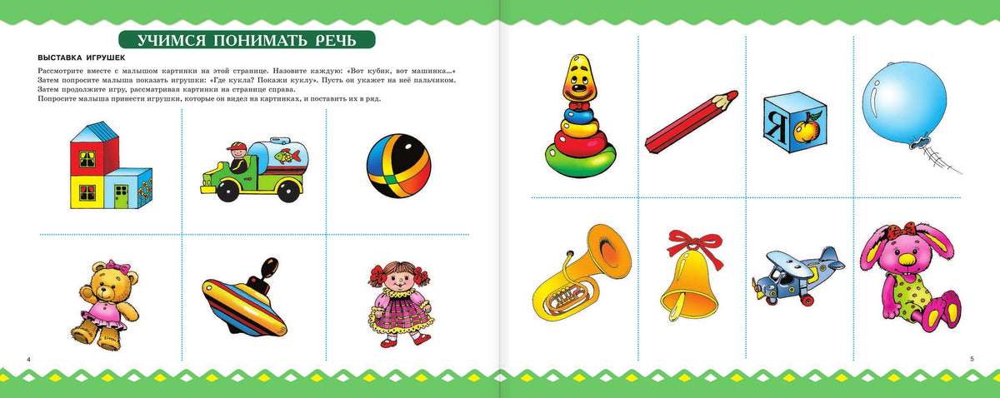 УЧИМСЯ ПОНИМАТЬ РЕЧЬ
ВЫСТАВКА ИГРУШЕК
Рассмотрите вместе с малышом картинки на этой странице. Назовите каждую: «Вот кубик, вот машинка...»
Затем попросите малыша показать игрушки: «Где кукла? Покажи куклу». Пусть он укажет на неё пальчиком.
Затем продолжите игру, рассматривая картинки на странице справа.
Попросите малыша принести игрушки, которые он видел на картинках, и поставить их в ряд.
4
Я
5